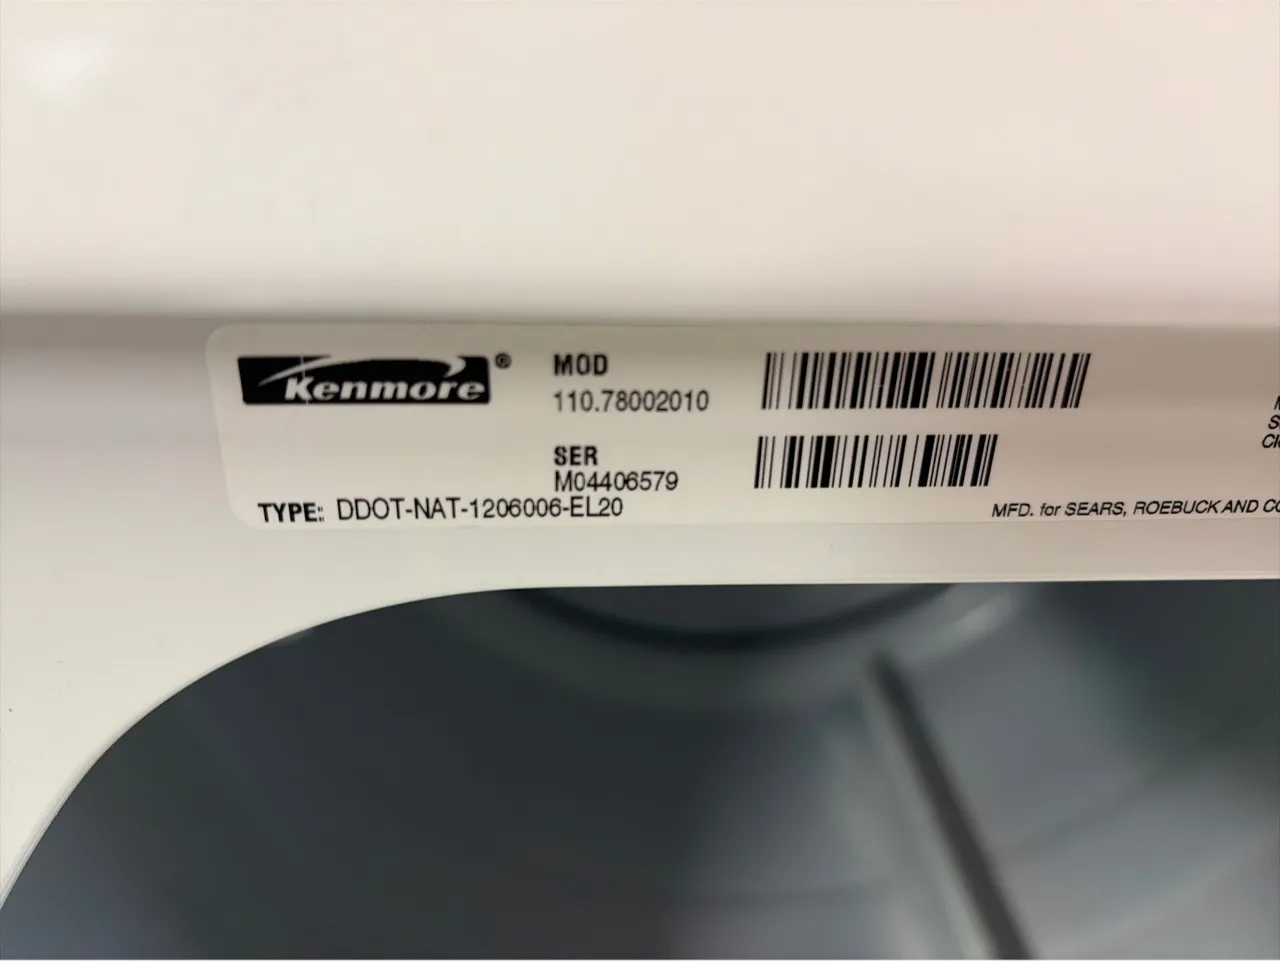 Kenmore®
MOD
110.78002010
SER
M04406579
TYPE: DDOT-NAT-1206006-EL20
MFD. for SEARS, ROEBUCK AND CO